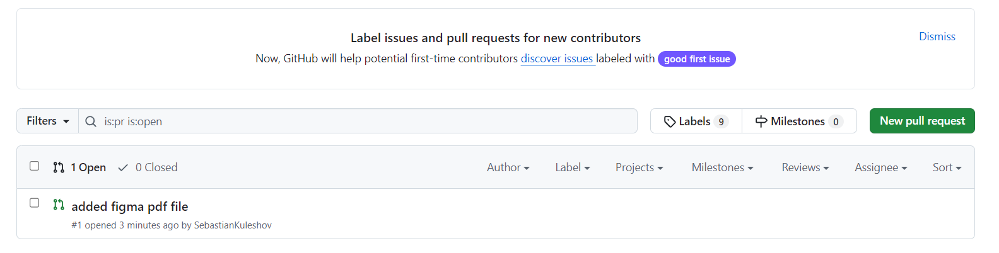 Label issues and pull requests for new contributors
Dismiss
Now, GitHub will help potential first-time contributors discover issues labeled with good first issue
Filters is:pr is:open Labels 9 Milestones 0 New pull request
1 Open 0 Closed Author Label Projects Milestones Reviews Assignee Sort
added figma pdf file
#1 opened 3 minutes ago by SebastianKuleshov